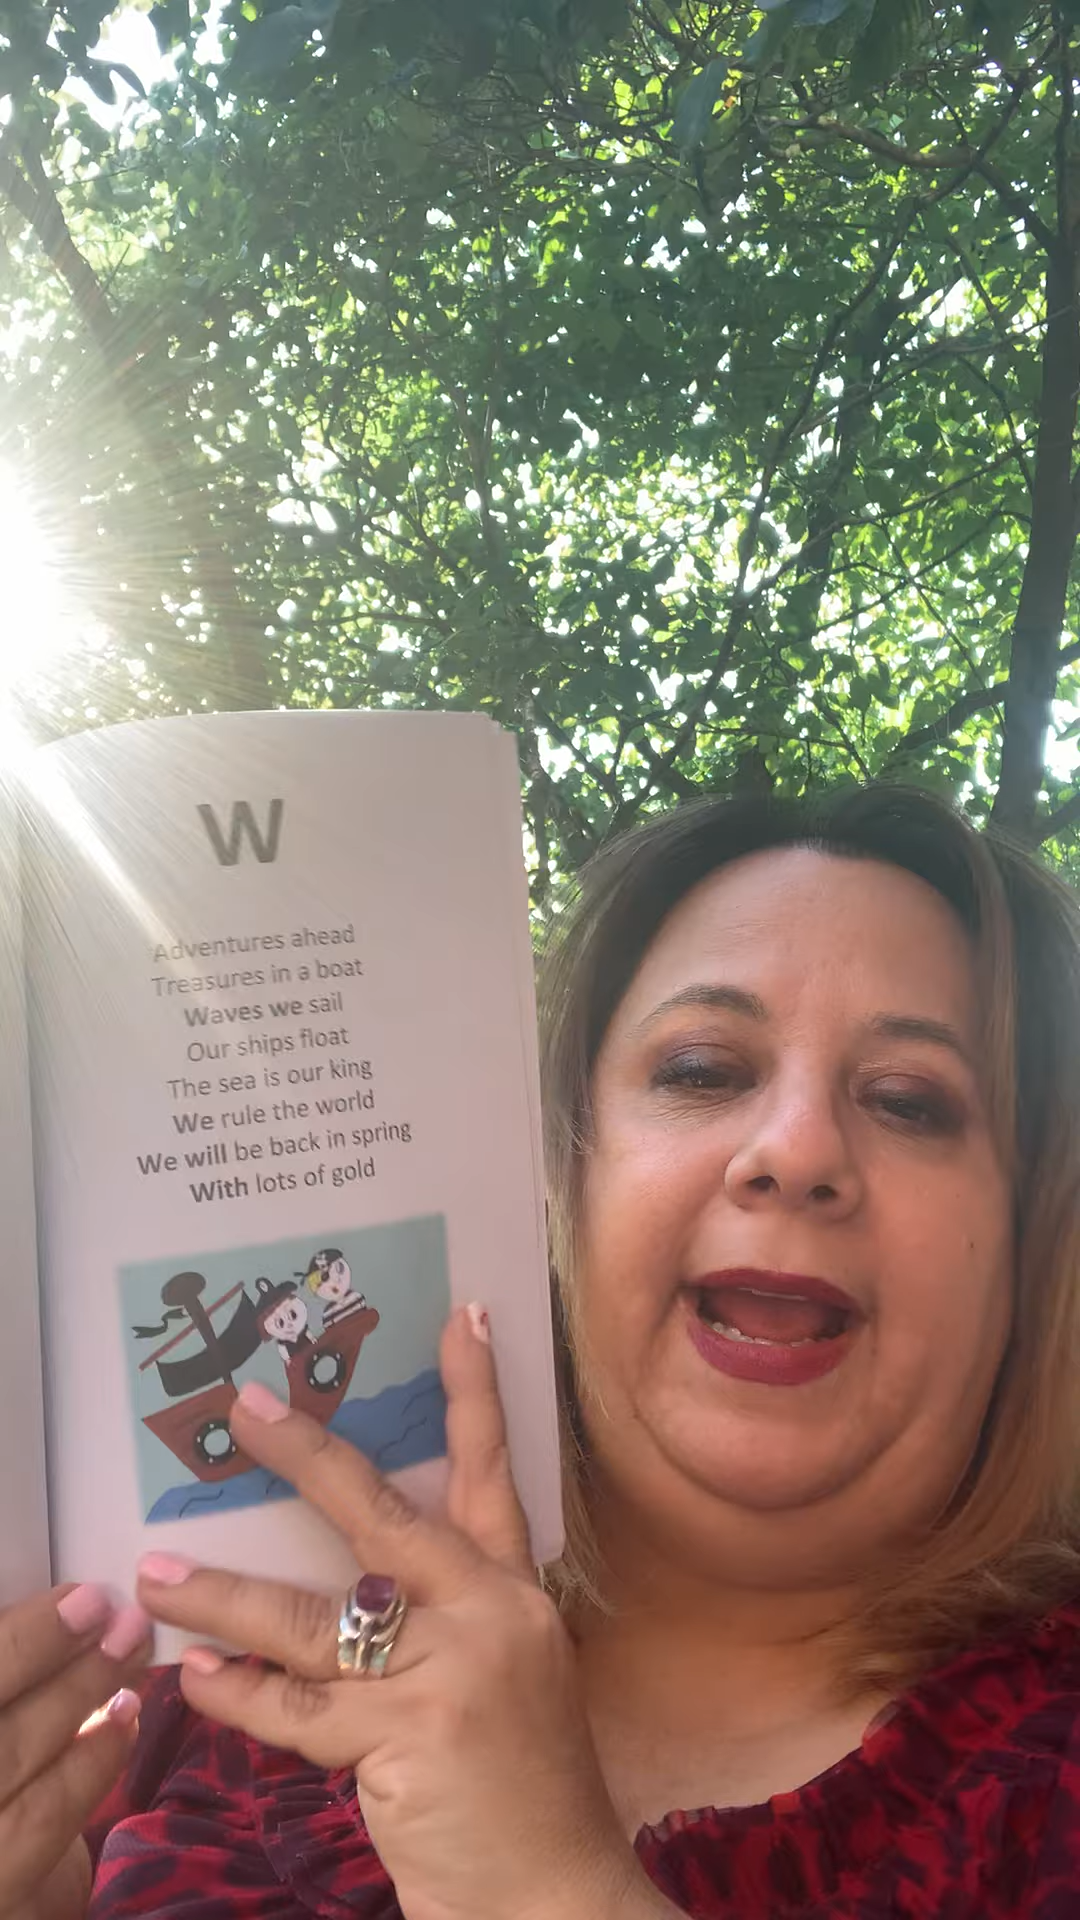 W
Adventures ahead
Treasures in a boat
Waves we sail
Our ships float
The sea is our king
We rule the world
We will be back in spring
With lots of gold